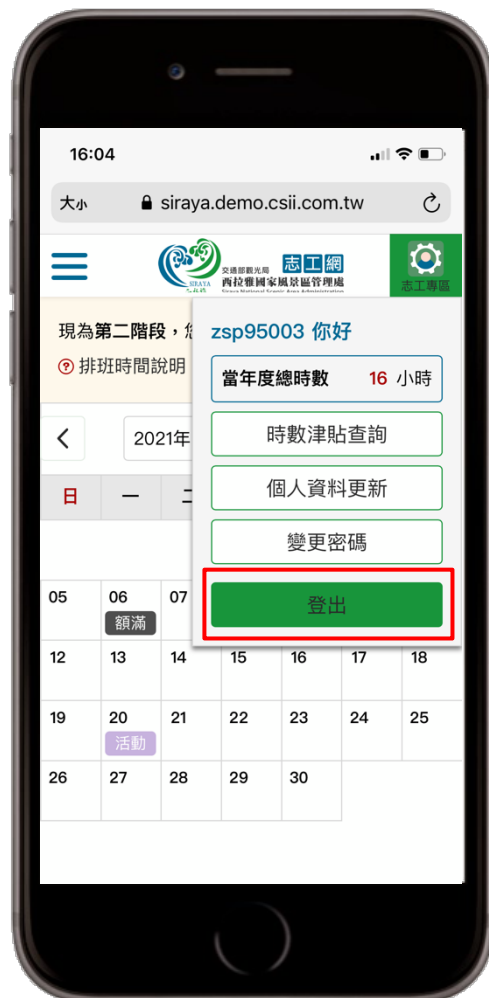 16:04
大小 siraya.demo.csii.com.tw
SIRAYA
交通部觀光局
西拉雅國家風景區管理處
志工網
志工專區
現為第二階段，您
排班時間說明
zsp95003 你好
當年度總時數 16 小時
時數津貼查詢
個人資料更新
變更密碼
登出
2021年
日 一 二
05 06 07
額滿
12 13 14 15 16 17 18
19 20 21 22 23 24 25
活動
26 27 28 29 30